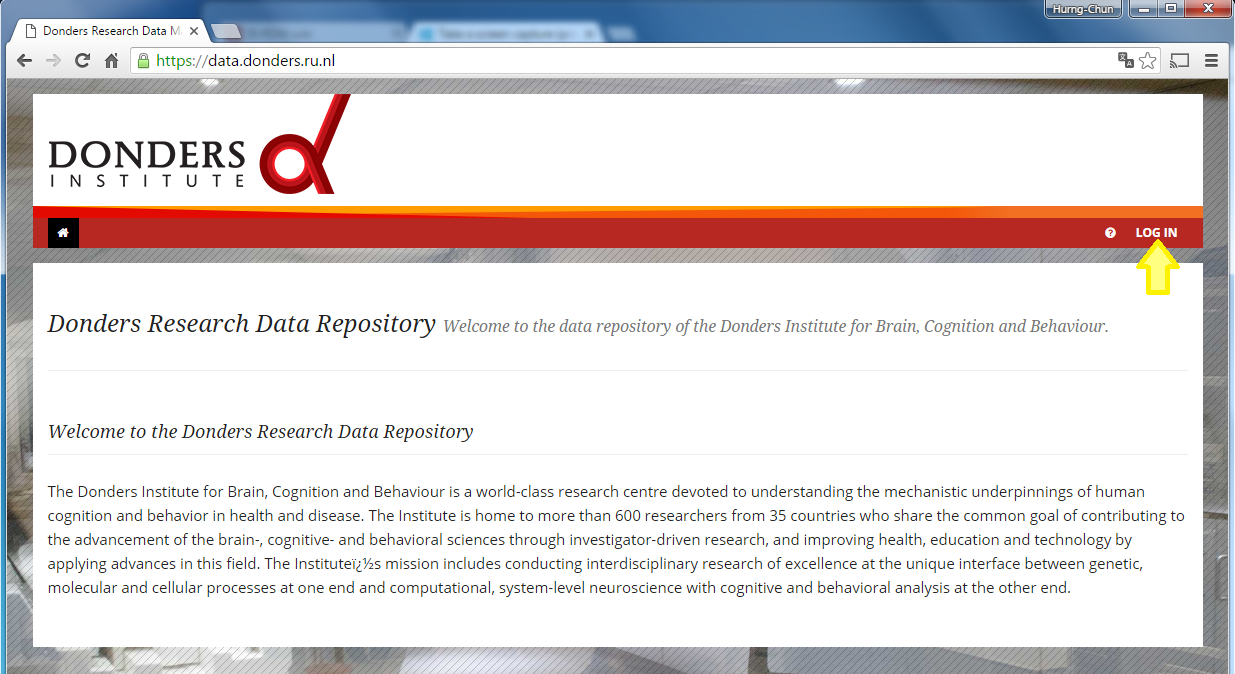 Hurng-Chun
Donders Research Data M
https://data.donders.ru.nl
DONDERS
INSTITUTE
LOG IN
Donders Research Data Repository Welcome to the data repository of the Donders Institute for Brain, Cognition and Behaviour.
Welcome to the Donders Research Data Repository
The Donders Institute for Brain, Cognition and Behaviour is a world-class research centre devoted to understanding the mechanistic underpinnings of human
cognition and behavior in health and disease. The Institute is home to more than 600 researchers from 35 countries who share the common goal of contributing to
the advancement of the brain-, cognitive- and behavioral sciences through investigator-driven research, and improving health, education and technology by
applying advances in this field. The Instituteï¿½s mission includes conducting interdisciplinary research of excellence at the unique interface between genetic,
molecular and cellular processes at one end and computational, system-level neuroscience with cognitive and behavioral analysis at the other end.